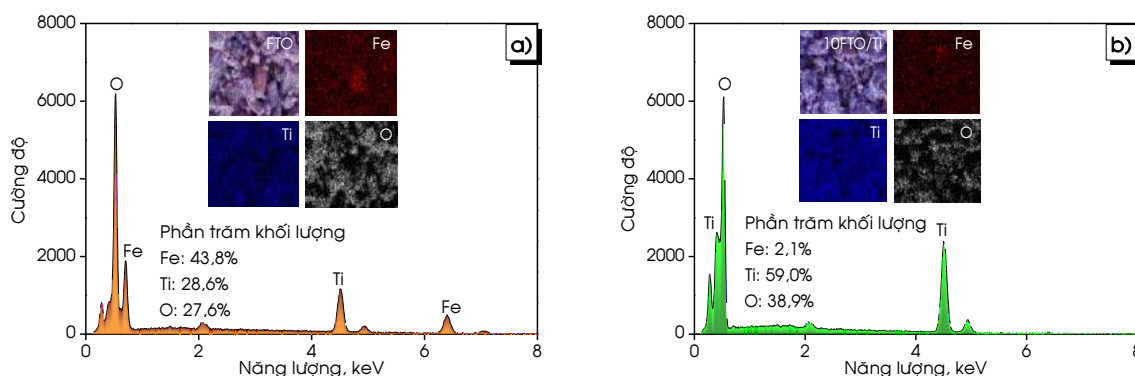 a)
Cường độ
8000
6000
4000
2000
0
O
Fe
Ti
Fe
FTO
Fe
Ti
O
Phần trăm khối lượng
Fe: 43,8%
Ti: 28,6%
O: 27,6%
0 2 4 6 8
Năng lượng, keV
b)
Cường độ
8000
6000
4000
2000
0
Ti
O
Ti
10FTO/Ti
Fe
Ti
O
Phần trăm khối lượng
Fe: 2,1%
Ti: 59,0%
O: 38,9%
0 2 4 6 8
Năng lượng, keV